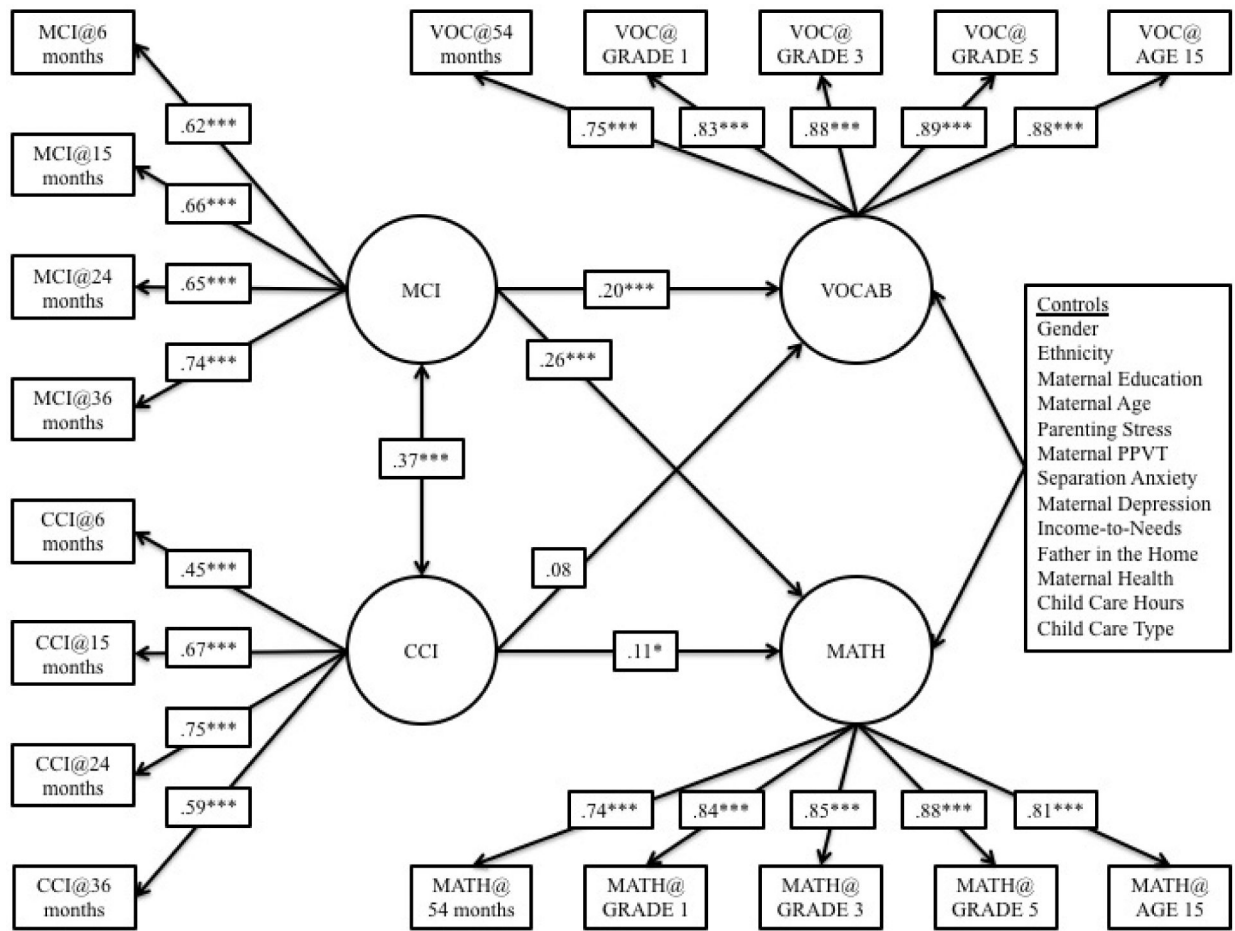 MCI@6
months
.62***
MCI@15
months
.66***
MCI@24
months
.65***
MCI@36
months
.74***
CCI@6
months
.45***
CCI@15
months
.67***
CCI@24
months
.75***
CCI@36
months
.59***
MCI
.37***
CCI
VOC@54
months
VOC@
GRADE 1
VOC@
GRADE 3
VOC@
GRADE 5
VOC@
AGE 15
.75***
.83***
.88***
.89***
.88***
.20***
.26***
.08
.11*
VOCAB
MATH
.74***
.84***
.85***
.88***
.81***
MATH@
54 months
MATH@
GRADE 1
MATH@
GRADE 3
MATH@
GRADE 5
MATH@
AGE 15
Controls
Gender
Ethnicity
Maternal Education
Maternal Age
Parenting Stress
Maternal PPVT
Separation Anxiety
Maternal Depression
Income-to-Needs
Father in the Home
Maternal Health
Child Care Hours
Child Care Type